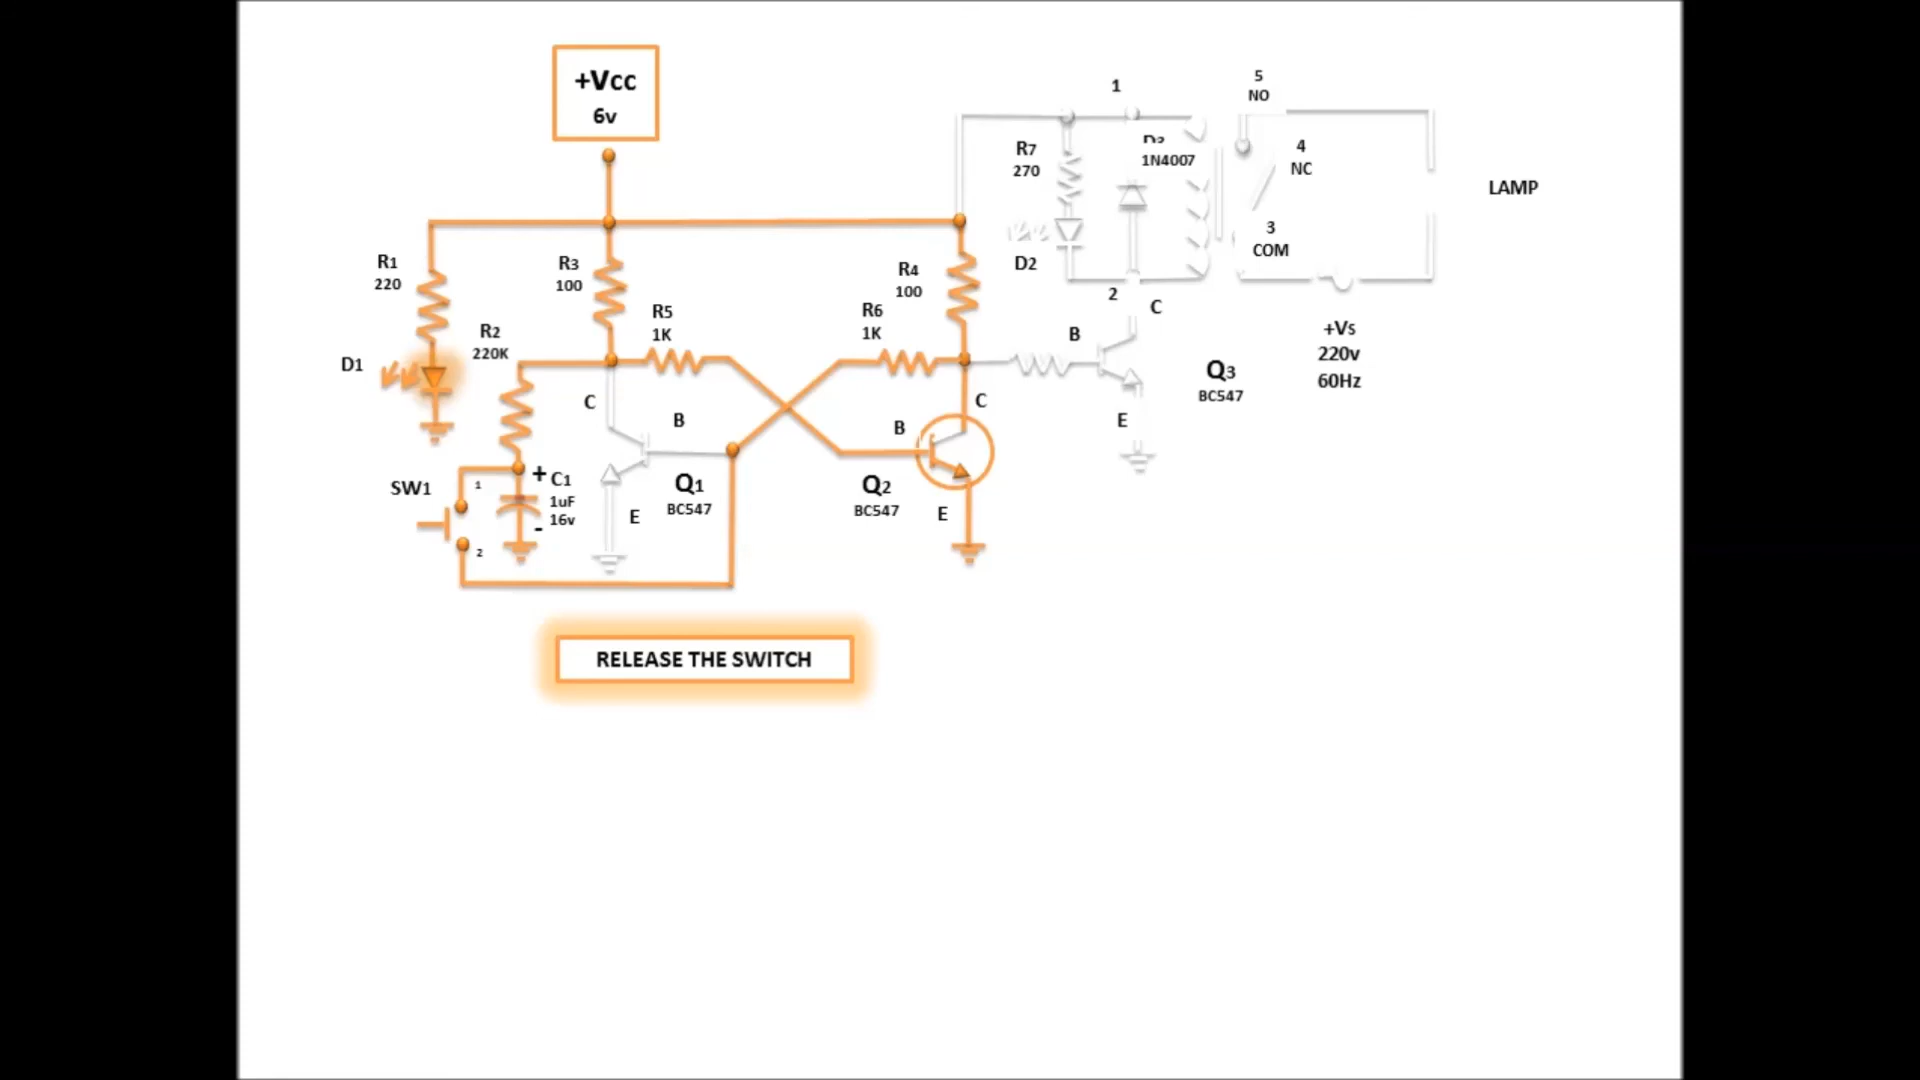 +Vcc
6v
1
5
NO
R7
270
D3
1N4007
4
NC
LAMP
R1
220
R3
100
R4
100
3
COM
D2
R5
1K
R6
1K
2
C
R2
220K
B
+Vs
220v
60Hz
D1
Q3
BC547
C
B
C
B
E
SW1
1
+
C1
1uF
16v
-
2
Q1
BC547
E
Q2
BC547
E
RELEASE THE SWITCH